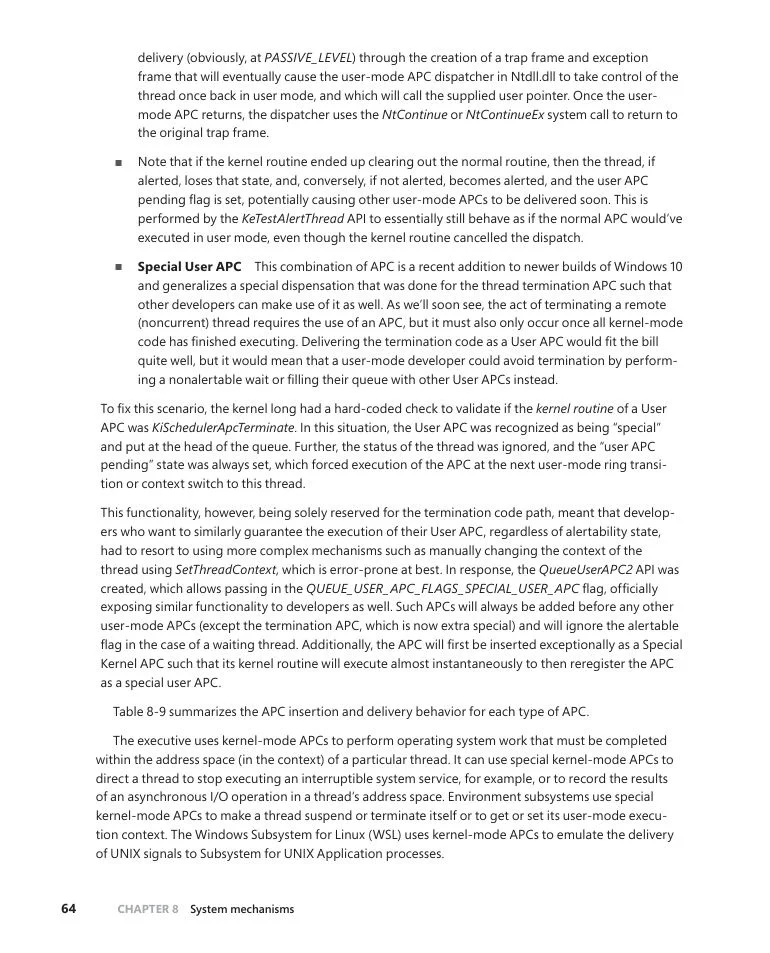 delivery (obviously, at PASSIVE_LEVEL) through the creation of a trap frame and exception
frame that will eventually cause the user-mode APC dispatcher in Ntdll.dll to take control of the
thread once back in user mode, and which will call the supplied user pointer. Once the user-
mode APC returns, the dispatcher uses the NtContinue or NtContinueEx system call to return to
the original trap frame.
■ Note that if the kernel routine ended up clearing out the normal routine, then the thread, if
alerted, loses that state, and, conversely, if not alerted, becomes alerted, and the user APC
pending flag is set, potentially causing other user-mode APCs to be delivered soon. This is
performed by the KeTestAlertThread API to essentially still behave as if the normal APC would’ve
executed in user mode, even though the kernel routine cancelled the dispatch.
■ Special User APC This combination of APC is a recent addition to newer builds of Windows 10
and generalizes a special dispensation that was done for the thread termination APC such that
other developers can make use of it as well. As we’ll soon see, the act of terminating a remote
(noncurrent) thread requires the use of an APC, but it must also only occur once all kernel-mode
code has finished executing. Delivering the termination code as a User APC would fit the bill
quite well, but it would mean that a user-mode developer could avoid termination by perform-
ing a nonalertable wait or filling their queue with other User APCs instead.
To fix this scenario, the kernel long had a hard-coded check to validate if the kernel routine of a User
APC was KiSchedulerApcTerminate. In this situation, the User APC was recognized as being “special”
and put at the head of the queue. Further, the status of the thread was ignored, and the “user APC
pending” state was always set, which forced execution of the APC at the next user-mode ring transi-
tion or context switch to this thread.
This functionality, however, being solely reserved for the termination code path, meant that develop-
ers who want to similarly guarantee the execution of their User APC, regardless of alertability state,
had to resort to using more complex mechanisms such as manually changing the context of the
thread using SetThreadContext, which is error-prone at best. In response, the QueueUserAPC2 API was
created, which allows passing in the QUEUE_USER_APC_FLAGS_SPECIAL_USER_APC flag, officially
exposing similar functionality to developers as well. Such APCs will always be added before any other
user-mode APCs (except the termination APC, which is now extra special) and will ignore the alertable
flag in the case of a waiting thread. Additionally, the APC will first be inserted exceptionally as a Special
Kernel APC such that its kernel routine will execute almost instantaneously to then reregister the APC
as a special user APC.
Table 8-9 summarizes the APC insertion and delivery behavior for each type of APC.
The executive uses kernel-mode APCs to perform operating system work that must be completed
within the address space (in the context) of a particular thread. It can use special kernel-mode APCs to
direct a thread to stop executing an interruptible system service, for example, or to record the results
of an asynchronous I/O operation in a thread’s address space. Environment subsystems use special
kernel-mode APCs to make a thread suspend or terminate itself or to get or set its user-mode execu-
tion context. The Windows Subsystem for Linux (WSL) uses kernel-mode APCs to emulate the delivery
of UNIX signals to Subsystem for UNIX Application processes.
64 CHAPTER 8 System mechanisms